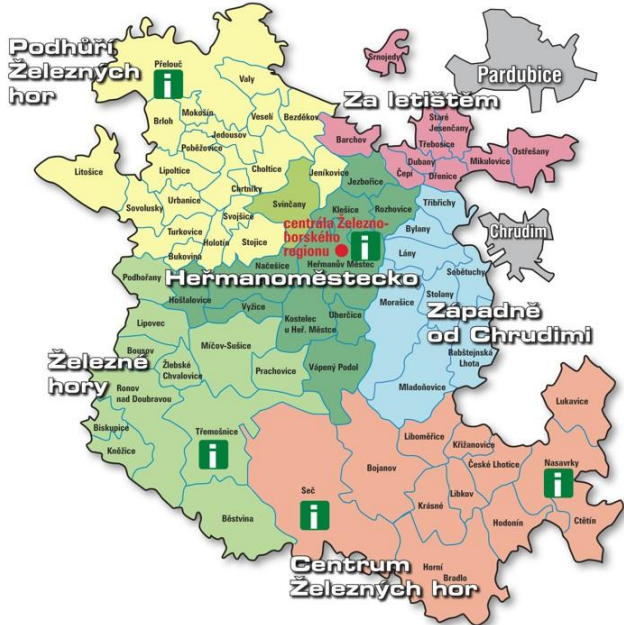 Podhůří
Železných
hor
Přelouč
i
Valy
Srnojedy
Pardubice
Za letištěm
Mokošín
Brloh
Veselí
Bezděkov
Jedousov
Poběžovice
Barchov
Staré
Jesenčany
Třebosice
Ostřešany
Mikulovice
Dubany
Čepí
Dřenice
Litošice
Lipoltice
Choltice
Jeníkovice
Jezbořice
Chrtníky
Urbanice
Sovolusky
Svinčany
Klešice
Rozhovice
Tříbřichy
Svojšice
Turkovice
Holotín
Stojice
Bukovina
centrála Železno-
horského
regionu
i
Bylany
Chrudim
Lány
Načešice
Heřmanův Městec
Heřmanoměstecko
Podhořany
Hošťalovice
Sobětuchy
Stolany
Morašice
Západně
od Chrudimi
Vyžice
Kostelec
u Heř. Městce
Úherčice
Lipovec
Bousov
Míčov-Sušice
Žlebské
Chvalovice
Železné
hory
Prachovice
Vápený Podol
Rabštejnská
Lhota
Mladoňovice
Ronov
nad Doubravou
Biskupice
Kněžice
Třemošnice
i
Běstvina
Lukavice
Liboměřice
Křižanovice
České Lhotice
Nasavrky
i
Bojanov
Seč
i
Krásné
Libkov
Hodonín
Ctětín
Horní
Bradlo
Centrum
Železných hor